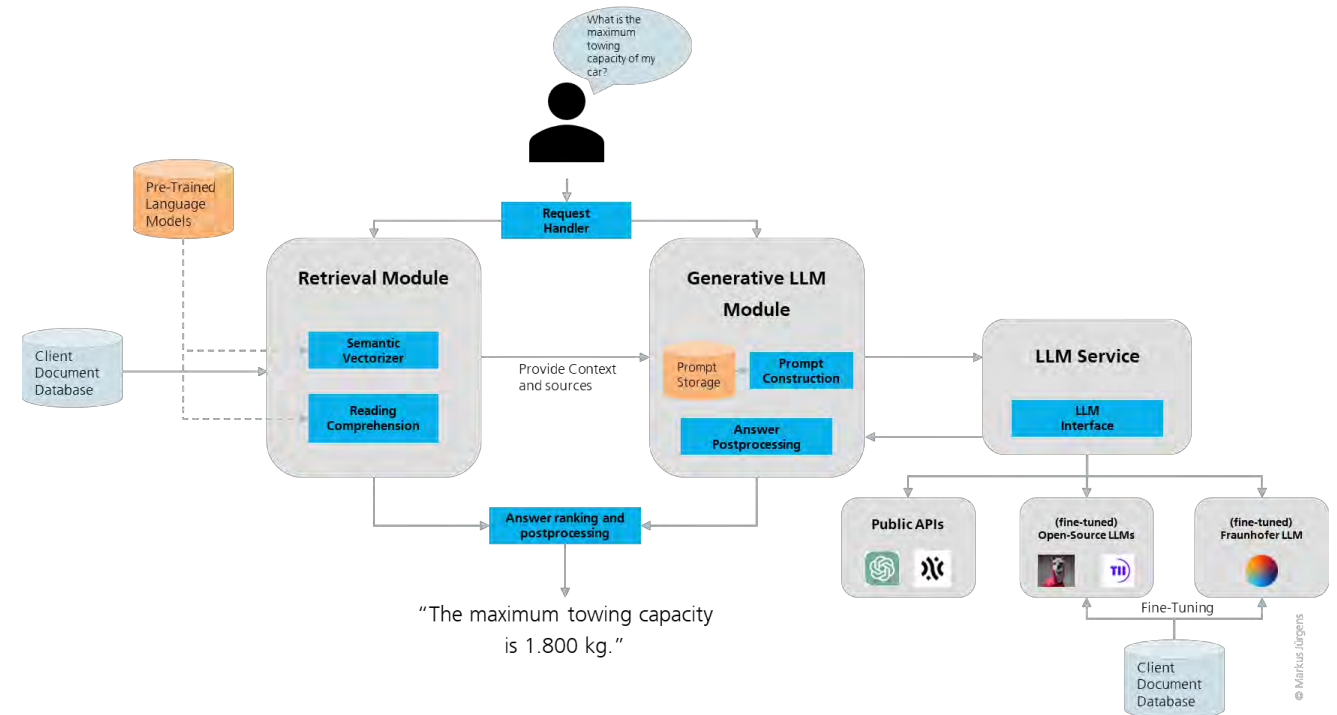 What is the
maximum
towing
capacity of my
car?
Pre-Trained
Language
Models
Request
Handler
Retrieval Module
Generative LLM
Module
Semantic
Vectorizer
Reading
Comprehension
Client
Document
Database
Provide Context
and sources
Prompt
Storage
Prompt
Construction
Answer
Postprocessing
LLM Service
LLM
Interface
Answer ranking and
postprocessing
Public APIs
(fine-tuned)
Open-Source LLMs
TII
(fine-tuned)
Fraunhofer LLM
Fine-Tuning
“The maximum towing capacity
is 1.800 kg.”
Client
Document
Database
© Markus Jürgens